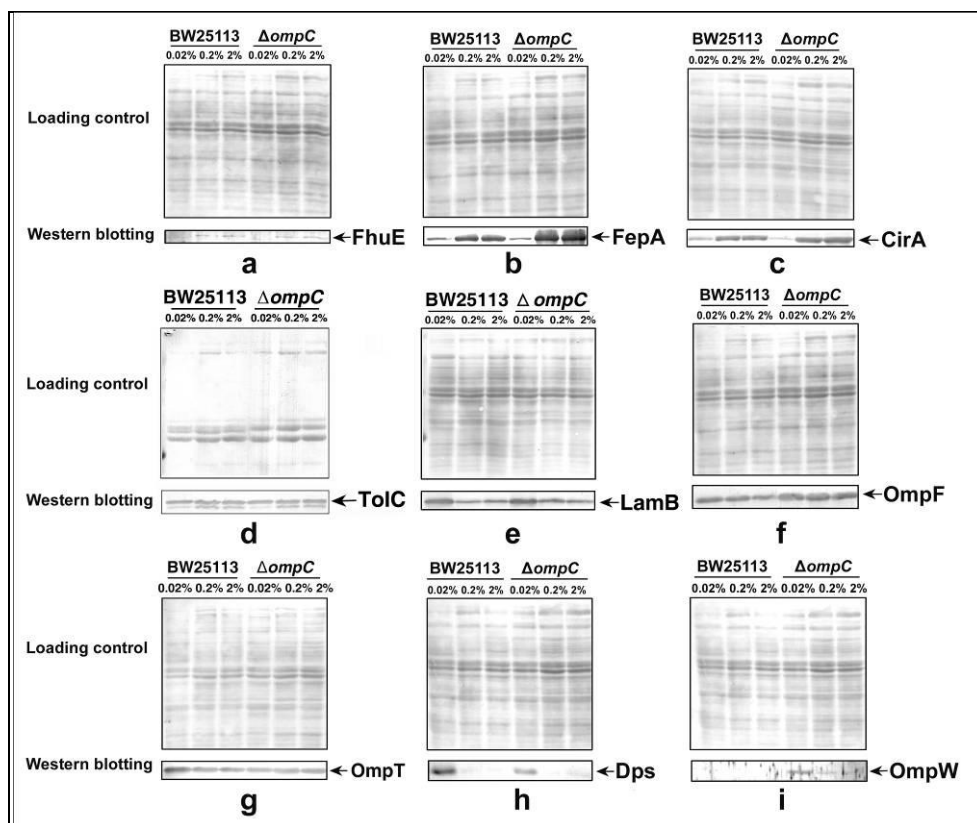 BW25113 ΔompC BW25113 ΔompC BW25113 ΔompC
0.02% 0.2% 2% 0.02% 0.2% 2% 0.02% 0.2% 2% 0.02% 0.2% 2% 0.02% 0.2% 2% 0.02% 0.2% 2%
Loading control
Western blotting FhuE FepA CirA
a b c
BW25113 ΔompC BW25113 Δ ompC BW25113 ΔompC
0.02% 0.2% 2% 0.02% 0.2% 2% 0.02% 0.2% 2% 0.02% 0.2% 2% 0.02% 0.2% 2% 0.02% 0.2% 2%
Loading control
Western blotting TolC LamB OmpF
d e f
BW25113 ΔompC BW25113 ΔompC BW25113 ΔompC
0.02% 0.2% 2% 0.02% 0.2% 2% 0.02% 0.2% 2% 0.02% 0.2% 2% 0.02% 0.2% 2% 0.02% 0.2% 2%
Loading control
Western blotting OmpT Dps OmpW
g h i